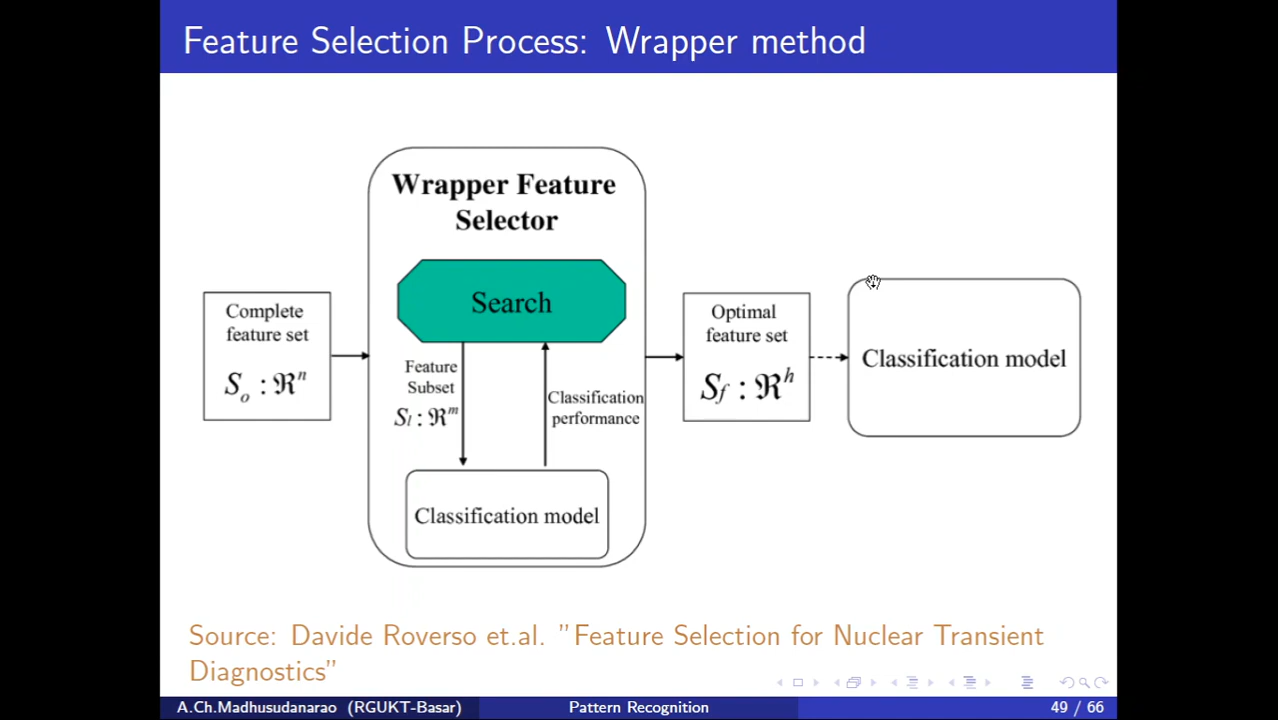 Feature Selection Process: Wrapper method
Wrapper Feature
Selector
Search
Complete
feature set
S_o : ℜ^n
Feature
Subset
S_l : ℜ^m
Classification
performance
Classification model
Optimal
feature set
S_f : ℜ^h
Classification model
Source: Davide Roverso et.al. "Feature Selection for Nuclear Transient
Diagnostics"
A.Ch.Madhusudanarao (RGUKT-Basar)
Pattern Recognition
49 / 66